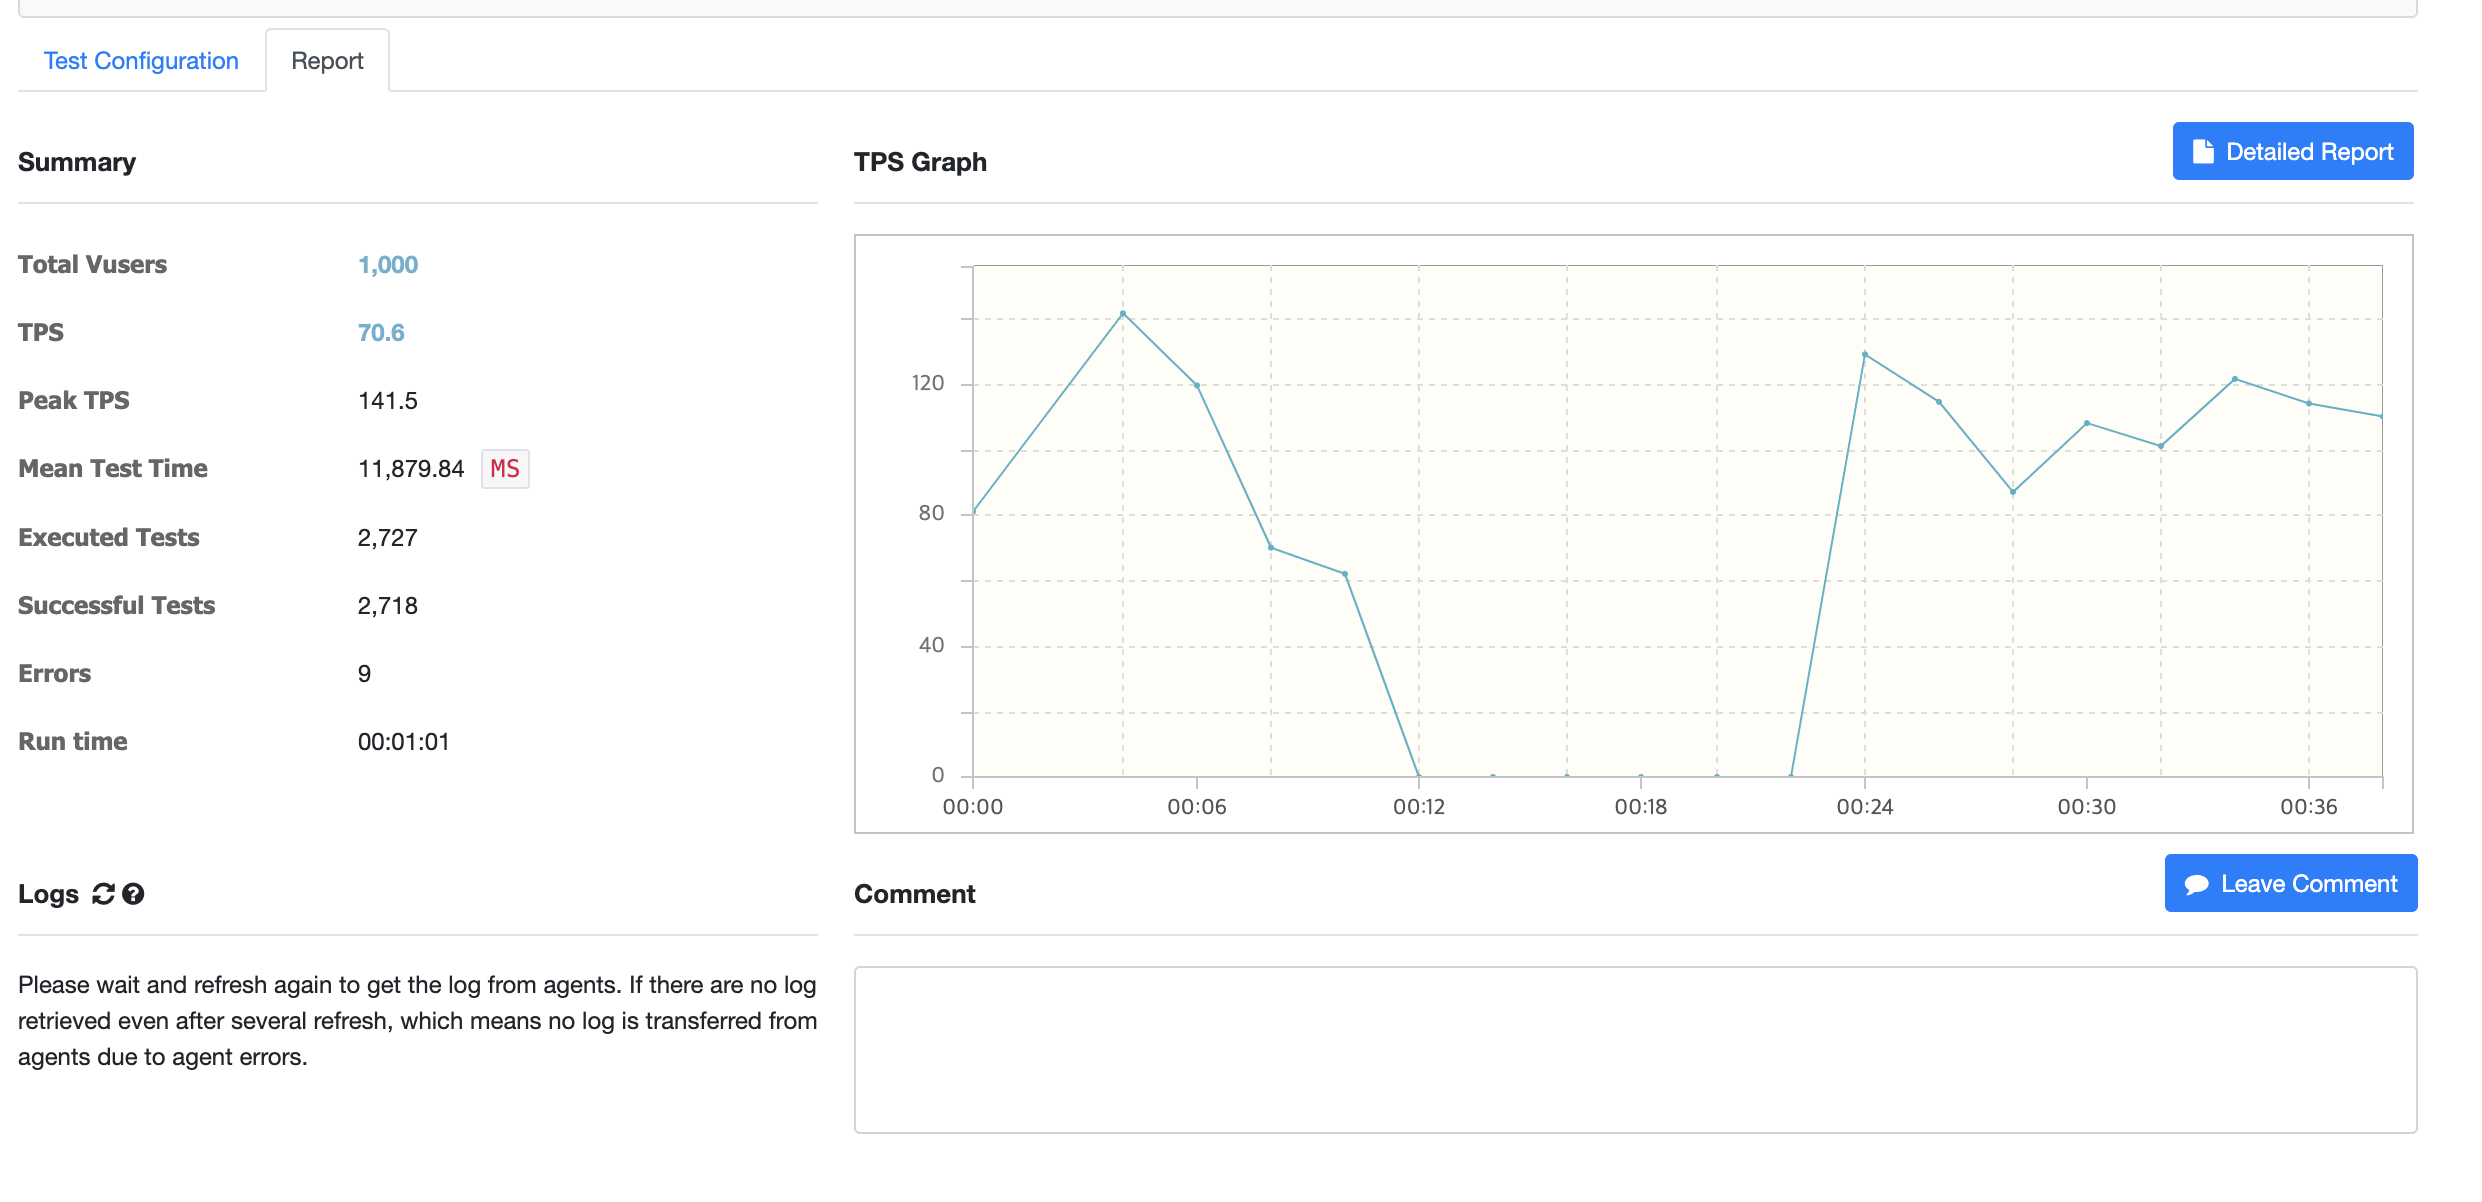 Test Configuration
Report
Summary
Total Vusers 1,000
TPS 70.6
Peak TPS 141.5
Mean Test Time 11,879.84 MS
Executed Tests 2,727
Successful Tests 2,718
Errors 9
Run time 00:01:01
TPS Graph
Detailed Report
120
80
40
0
00:00 00:06 00:12 00:18 00:24 00:30 00:36
Logs
Please wait and refresh again to get the log from agents. If there are no log
retrieved even after several refresh, which means no log is transferred from
agents due to agent errors.
Comment
Leave Comment